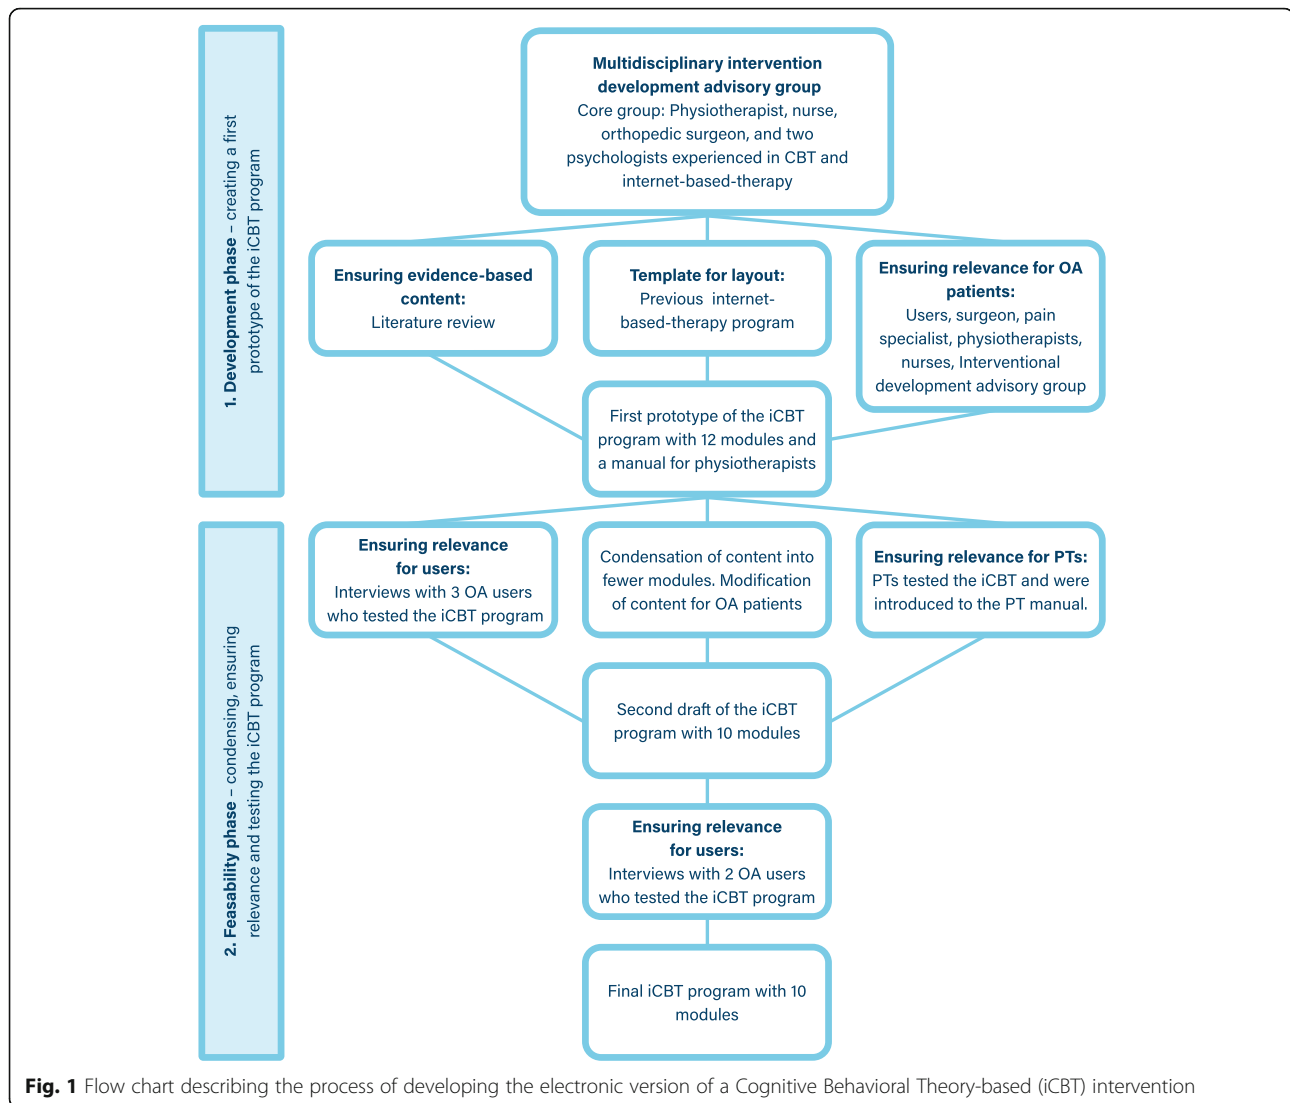 1. Development phase – creating a first
prototype of the iCBT program
Multidisciplinary intervention
development advisory group
Core group: Physiotherapist, nurse,
orthopedic surgeon, and two
psychologists experienced in CBT and
internet-based-therapy
Ensuring evidence-based
content:
Literature review
Template for layout:
Previous internet-
based-therapy program
Ensuring relevance for OA
patients:
Users, surgeon, pain
specialist, physiotherapists,
nurses, Interventional
development advisory group
First prototype of the iCBT
program with 12 modules and
a manual for physiotherapists
2. Feasability phase – condensing, ensuring
relevance and testing the iCBT program
Ensuring relevance
for users:
Interviews with 3 OA users
who tested the iCBT program
Condensation of content into
fewer modules. Modification
of content for OA patients
Ensuring relevance for PTs:
PTs tested the iCBT and were
introduced to the PT manual.
Second draft of the iCBT
program with 10 modules
Ensuring relevance
for users:
Interviews with 2 OA users
who tested the iCBT program
Final iCBT program with 10
modules
Fig. 1 Flow chart describing the process of developing the electronic version of a Cognitive Behavioral Theory-based (iCBT) intervention